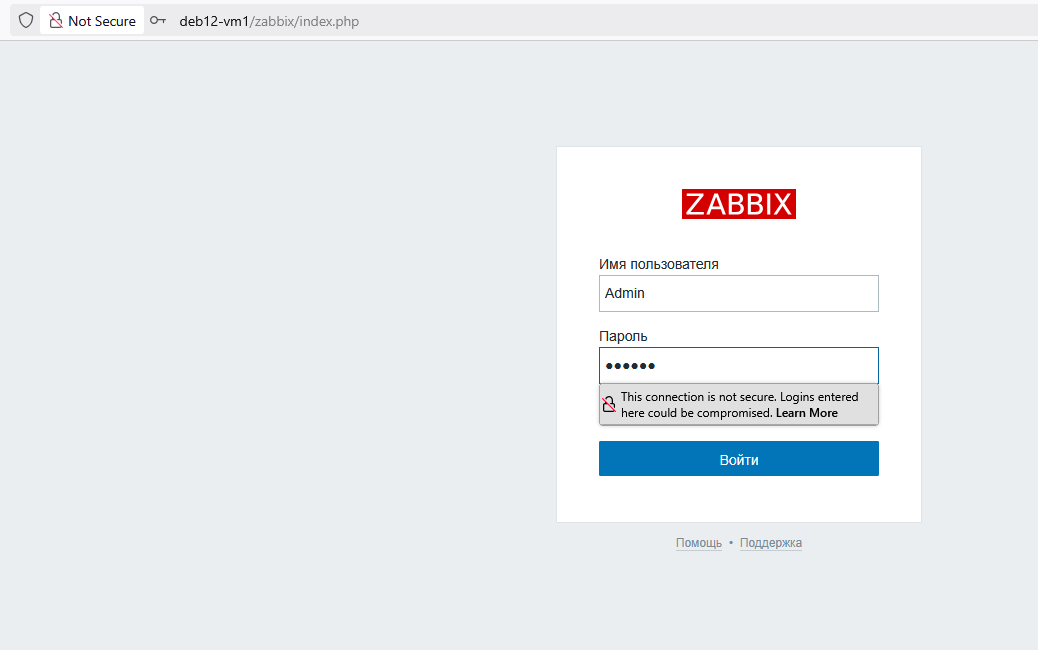 Not Secure deb12-vm1/zabbix/index.php
ZABBIX
Имя пользователя
Admin
Пароль
••••••
This connection is not secure. Logins entered
here could be compromised. Learn More
Войти
Помощь • Поддержка